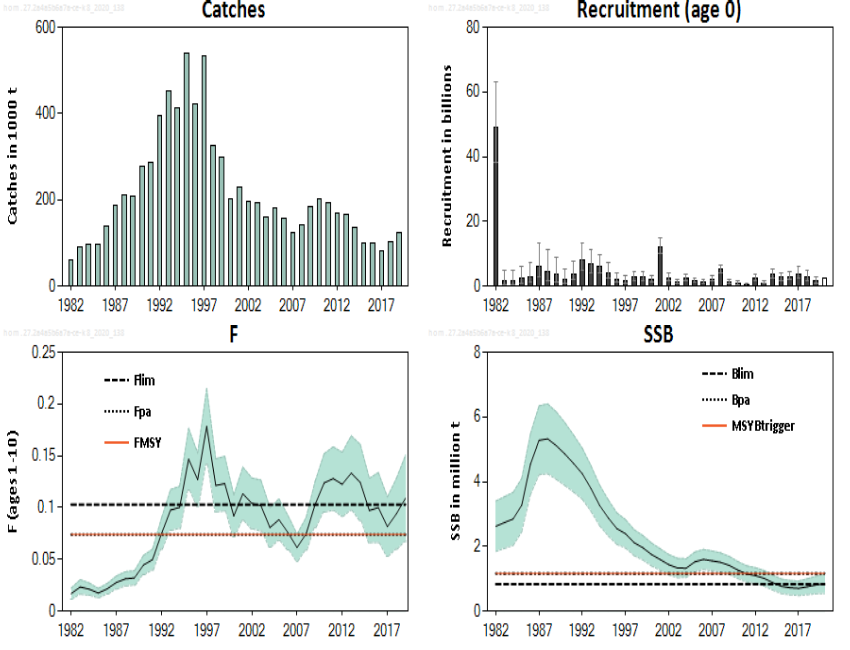 Catches
Catches in 1000 t
600
400
200
0
1982 1987 1992 1997 2002 2007 2012 2017
Recruitment (age 0)
Recruitment in billions
80
60
40
20
0
1982 1987 1992 1997 2002 2007 2012 2017
F
F (ages 1-10)
0.25
0.2
0.15
0.1
0.05
0
Flim
Fpa
FMSY
1982 1987 1992 1997 2002 2007 2012 2017
SSB
SSB in million t
8
6
4
2
0
Blim
Bpa
MSYBtrigger
1982 1987 1992 1997 2002 2007 2012 2017